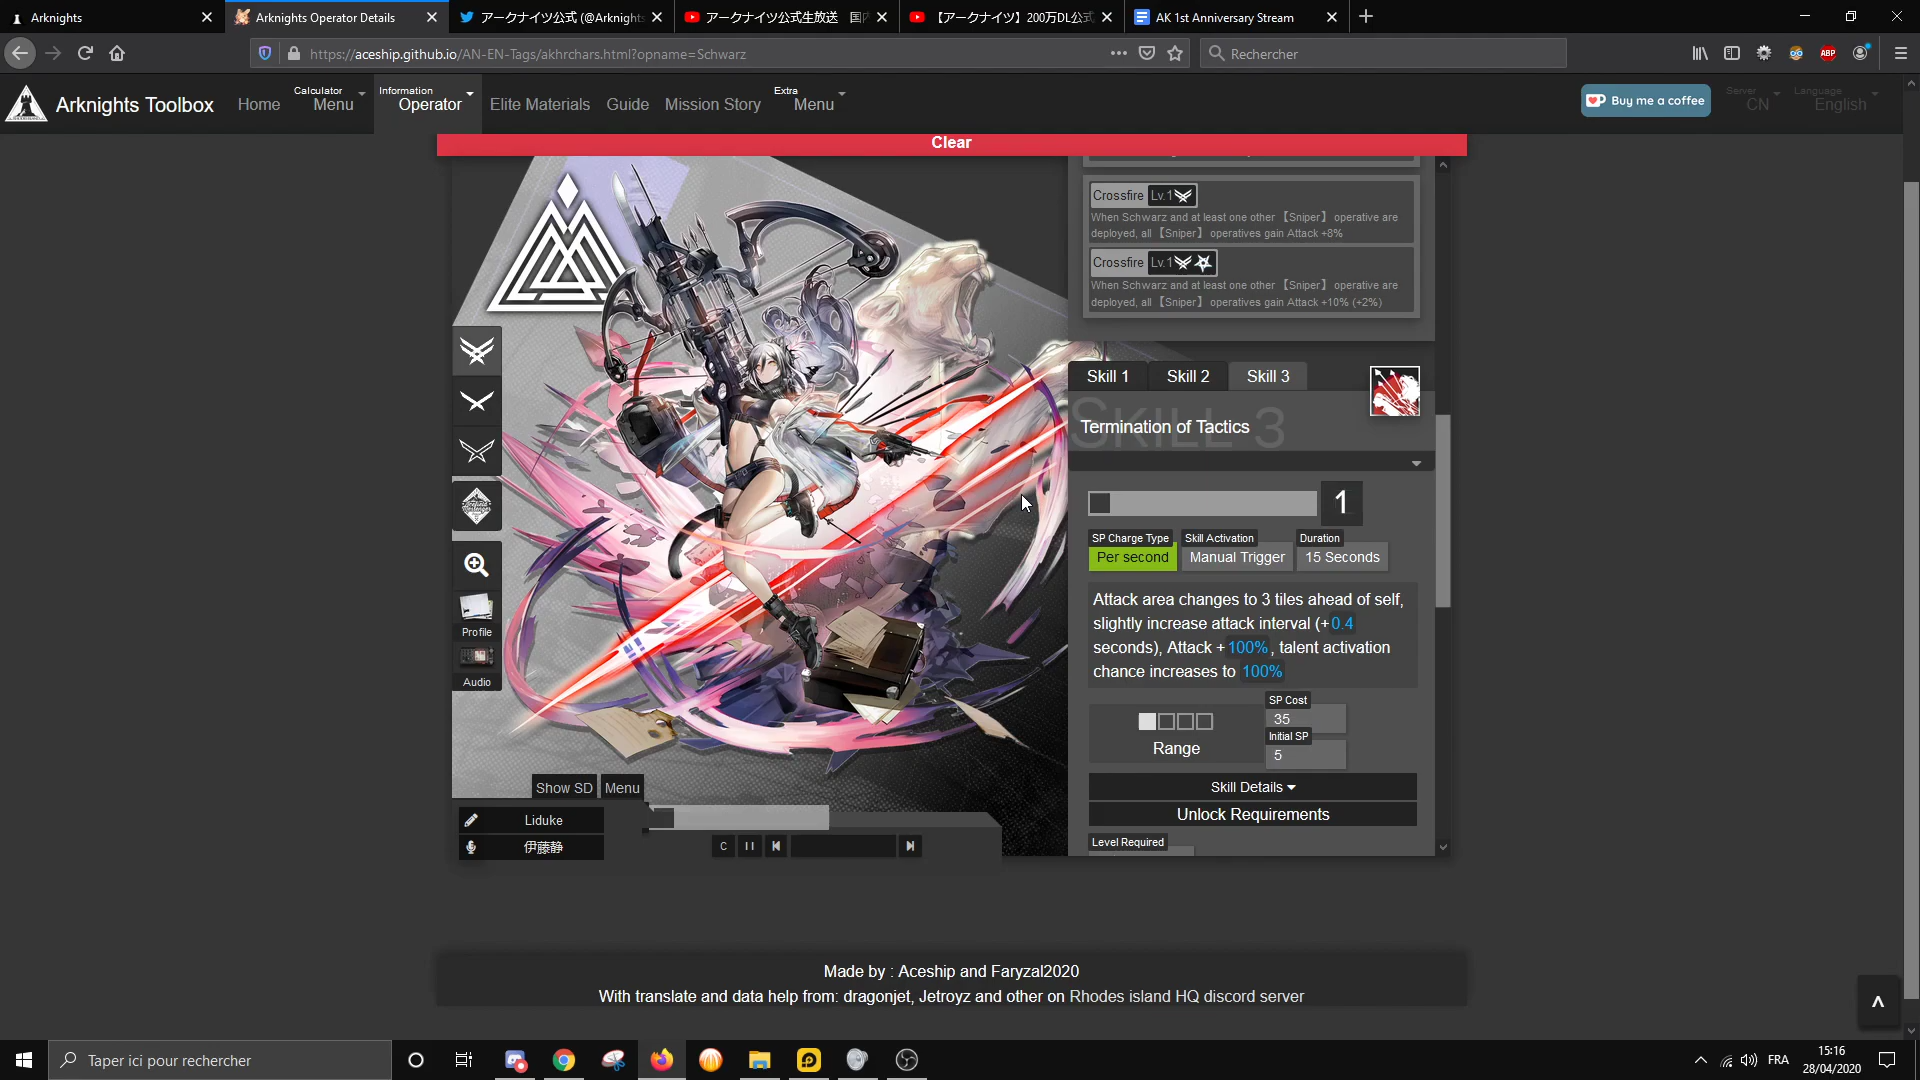 Arknights
Arknights Operator Details
アークナイツ公式 (@Arknights
アークナイツ公式生放送
【アークナイツ】200万DL公式
AK 1st Anniversary Stream
https://aceship.github.io/AN-EN-Tags/akhrchars.html?opname=Schwarz
Rechercher
ABP
Arknights Toolbox
Home
Calculator
Menu
Information
Operator
Elite Materials
Guide
Mission Story
Extra
Menu
Buy me a coffee
Server
CN
Language
English
Clear
Crossfire Lv.1
When Schwarz and at least one other 【Sniper】 operative are
deployed, all 【Sniper】 operatives gain Attack +8%
Crossfire Lv.1
When Schwarz and at least one other 【Sniper】 operative are
deployed, all 【Sniper】 operatives gain Attack +10% (+2%)
Skill 1
Skill 2
Skill 3
SKILL 3
Termination of Tactics
1
SP Charge Type
Per second
Skill Activation
Manual Trigger
Duration
15 Seconds
Attack area changes to 3 tiles ahead of self,
slightly increase attack interval (+0.4
seconds), Attack +100%, talent activation
chance increases to 100%
Range
SP Cost
35
Initial SP
5
Skill Details
Unlock Requirements
Level Required
Profile
Audio
Show SD
Menu
Liduke
伊藤静
C
Made by : Aceship and Faryzal2020
With translate and data help from: dragonjet, Jetroyz and other on Rhodes island HQ discord server
Taper ici pour rechercher
FRA
15:16
28/04/2020